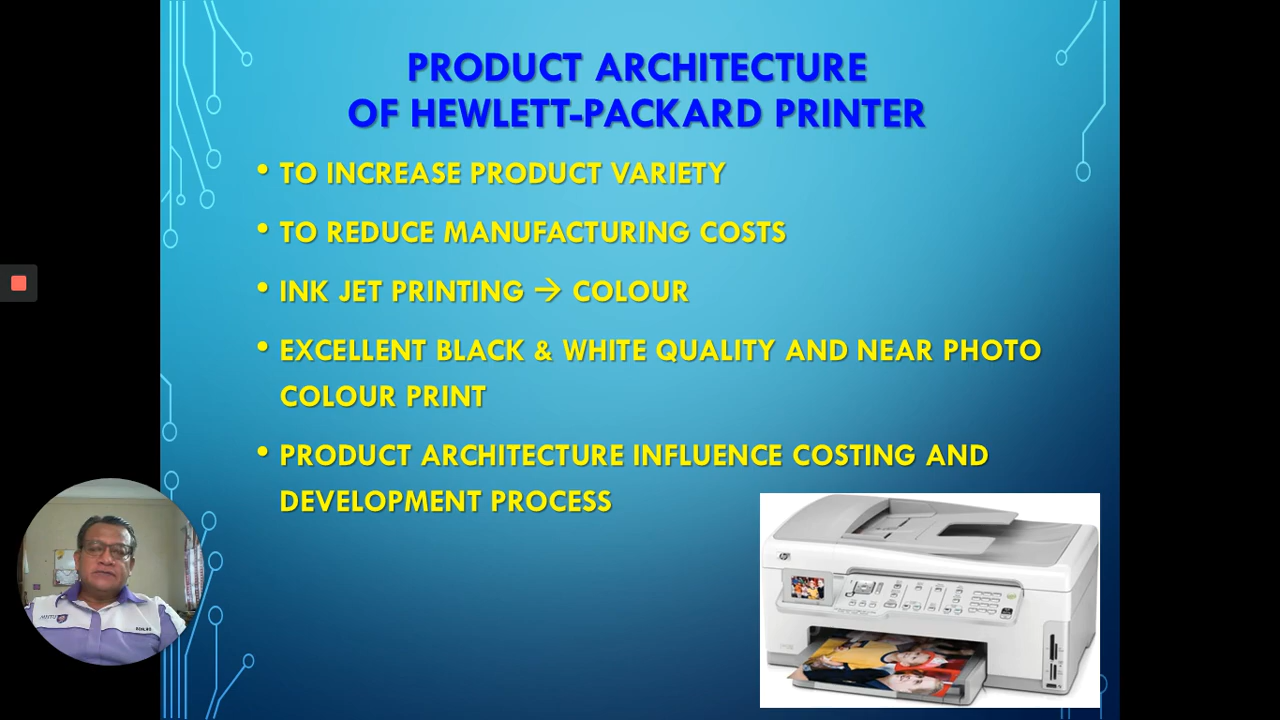 PRODUCT ARCHITECTURE
OF HEWLETT-PACKARD PRINTER
• TO INCREASE PRODUCT VARIETY
• TO REDUCE MANUFACTURING COSTS
• INK JET PRINTING → COLOUR
• EXCELLENT BLACK & WHITE QUALITY AND NEAR PHOTO
COLOUR PRINT
• PRODUCT ARCHITECTURE INFLUENCE COSTING AND
DEVELOPMENT PROCESS
hp